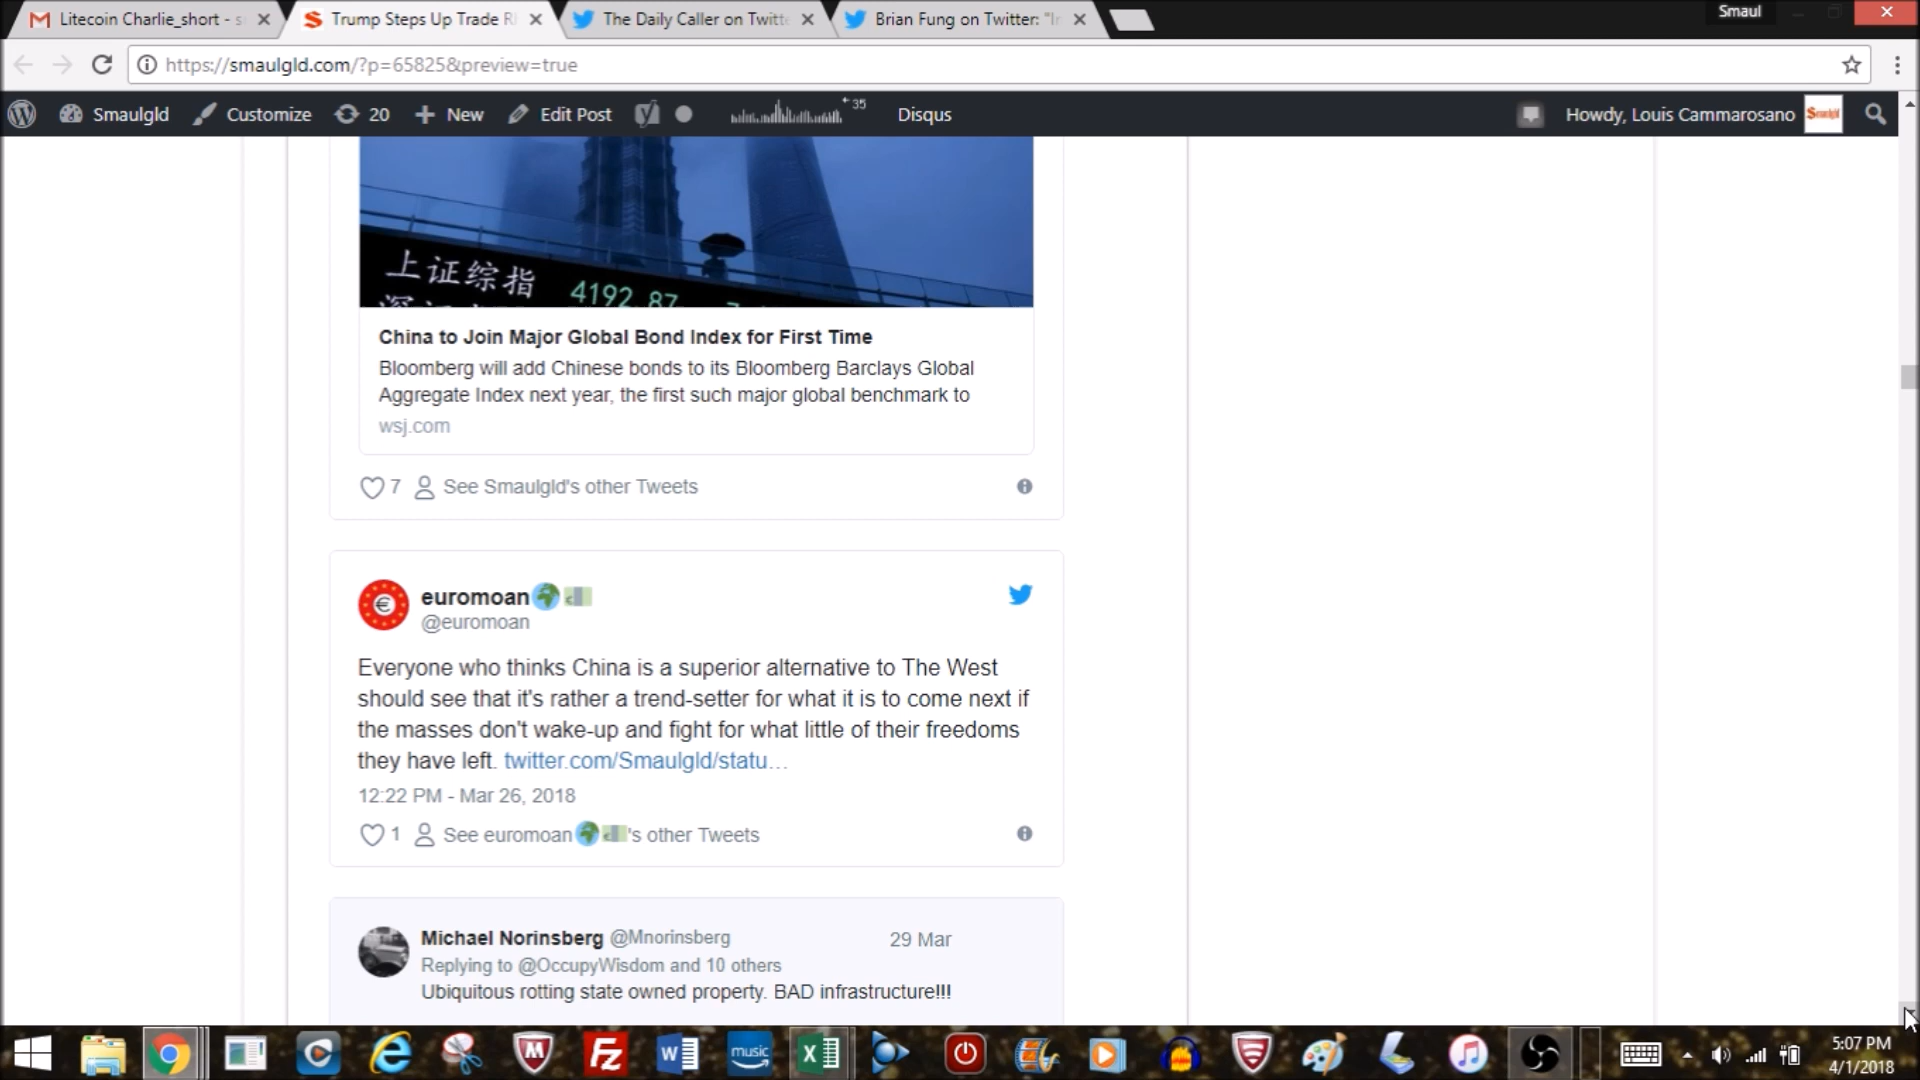 Litecoin Charlie_short - s
Trump Steps Up Trade R
The Daily Caller on Twitt
Brian Fung on Twitter: "I
Smaul
https://smaulgld.com/?p=65825&preview=true
Smaulgld
Customize
20
New
Edit Post
35
Disqus
Howdy, Louis Cammarosano
Smaulgld
上证综指
4192.87
China to Join Major Global Bond Index for First Time
Bloomberg will add Chinese bonds to its Bloomberg Barclays Global
Aggregate Index next year, the first such major global benchmark to
wsj.com
7 See Smaulgld's other Tweets
euromoan
@euromoan
Everyone who thinks China is a superior alternative to The West
should see that it's rather a trend-setter for what it is to come next if
the masses don't wake-up and fight for what little of their freedoms
they have left. twitter.com/Smaulgld/statu…
12:22 PM - Mar 26, 2018
1 See euromoan's other Tweets
Michael Norinsberg @Mnorinsberg 29 Mar
Replying to @OccupyWisdom and 10 others
Ubiquitous rotting state owned property. BAD infrastructure!!!
music
5:07 PM
4/1/2018